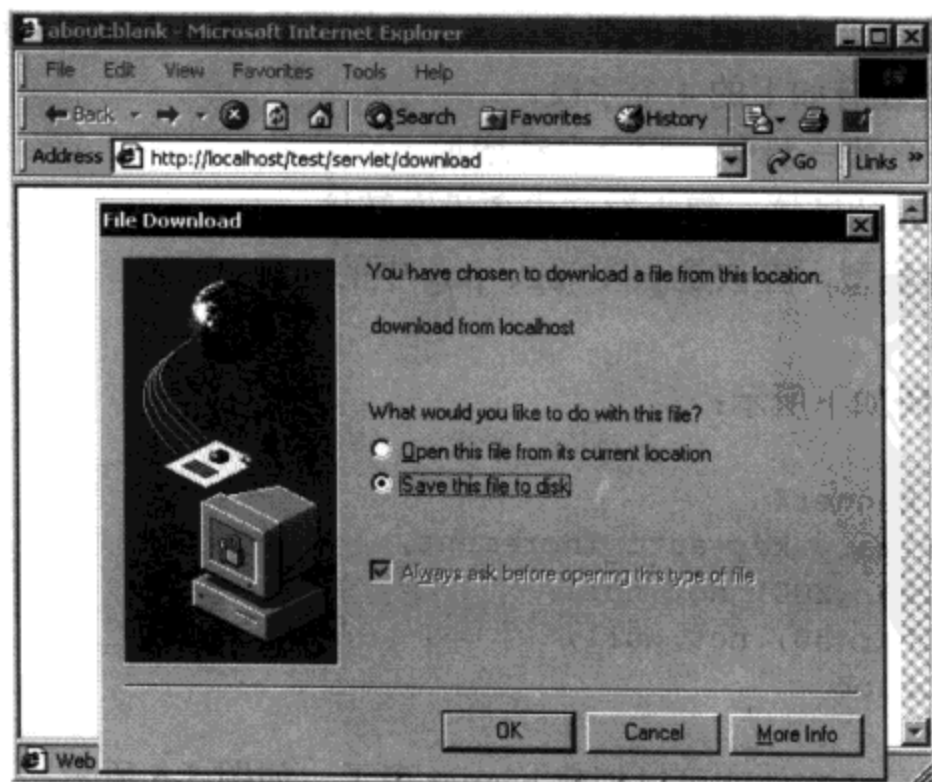 about:blank - Microsoft Internet Explorer
File Edit View Favorites Tools Help
Back Search Favorites History
Address http://localhost/test/servlet/download Go Links »
File Download
You have chosen to download a file from this location.
download from localhost
What would you like to do with this file?
Open this file from its current location
Save this file to disk
Always ask before opening this type of file
OK Cancel More Info
Web